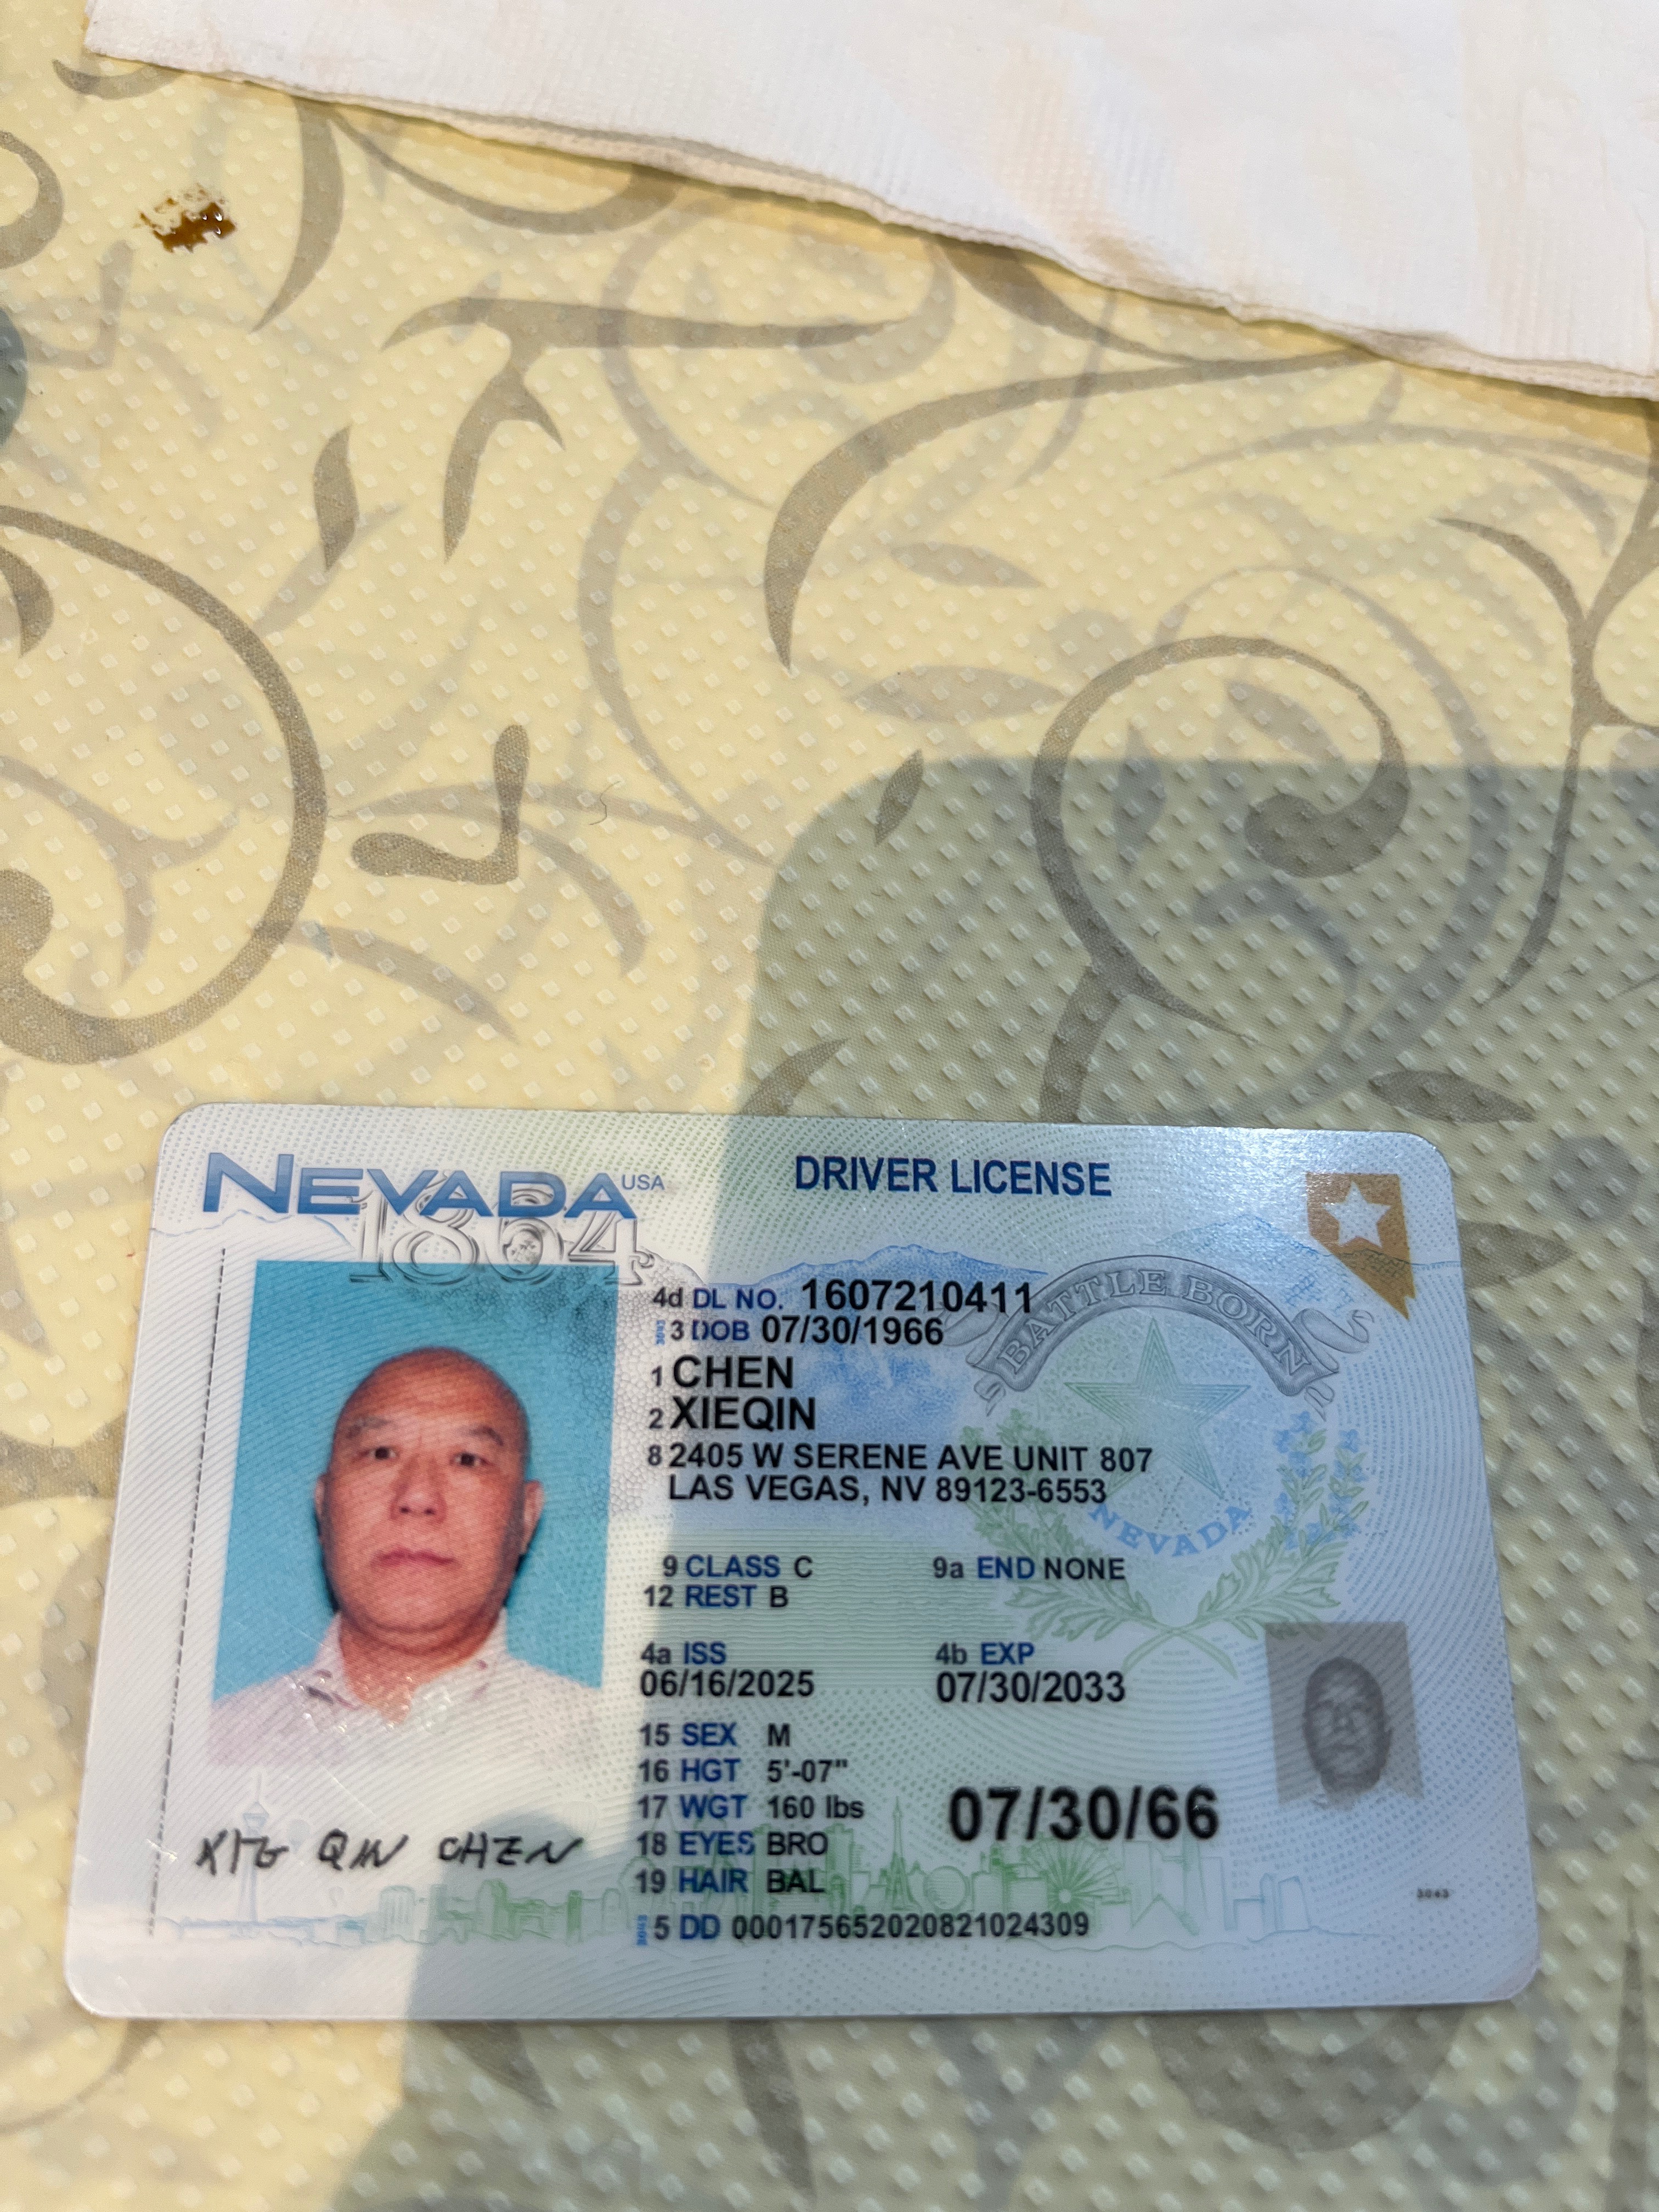 NEVADA USA
DRIVER LICENSE
1864
4d DL NO. 1607210411
3 DOB 07/30/1966
BATTLE BORN
1 CHEN
2 XIEQIN
8 2405 W SERENE AVE UNIT 807
LAS VEGAS, NV 89123-6553
NEVADA
9 CLASS C 9a END NONE
12 REST B
4a ISS 4b EXP
06/16/2025 07/30/2033
15 SEX M
16 HGT 5'-07"
17 WGT 160 lbs
07/30/66
18 EYES BRO
19 HAIR BAL
XIE QIN CHEN
5 DD 000175652020821024309